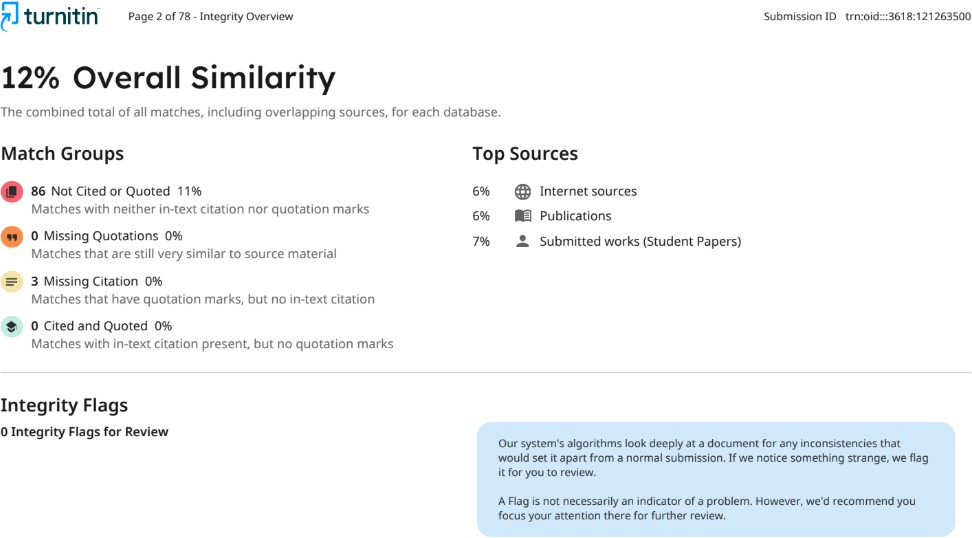 turnitin Page 2 of 78 - Integrity Overview Submission ID trn:oid:::3618:121263500
12% Overall Similarity
The combined total of all matches, including overlapping sources, for each database.
Match Groups
86 Not Cited or Quoted 11%
Matches with neither in-text citation nor quotation marks
0 Missing Quotations 0%
Matches that are still very similar to source material
3 Missing Citation 0%
Matches that have quotation marks, but no in-text citation
0 Cited and Quoted 0%
Matches with in-text citation present, but no quotation marks
Top Sources
6% Internet sources
6% Publications
7% Submitted works (Student Papers)
Integrity Flags
0 Integrity Flags for Review
Our system's algorithms look deeply at a document for any inconsistencies that
would set it apart from a normal submission. If we notice something strange, we flag
it for you to review.
A Flag is not necessarily an indicator of a problem. However, we'd recommend you
focus your attention there for further review.